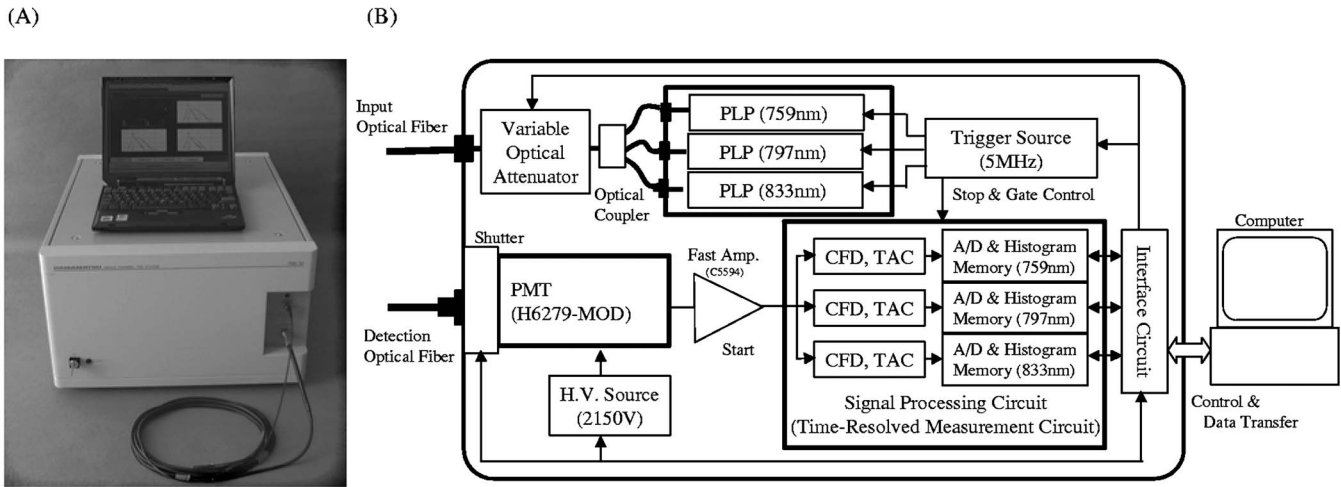 (A)
(B)
HAMAMATSU
Input
Optical Fiber
Variable
Optical
Attenuator
Optical
Coupler
PLP (759nm)
PLP (797nm)
PLP (833nm)
Trigger Source
(5MHz)
Stop & Gate Control
Shutter
Detection
Optical Fiber
PMT
(H6279-MOD)
Fast Amp.
(C5594)
Start
H.V. Source
(2150V)
CFD, TAC
A/D & Histogram
Memory (759nm)
CFD, TAC
A/D & Histogram
Memory (797nm)
CFD, TAC
A/D & Histogram
Memory (833nm)
Signal Processing Circuit
(Time-Resolved Measurement Circuit)
Interface Circuit
Computer
Control &
Data Transfer